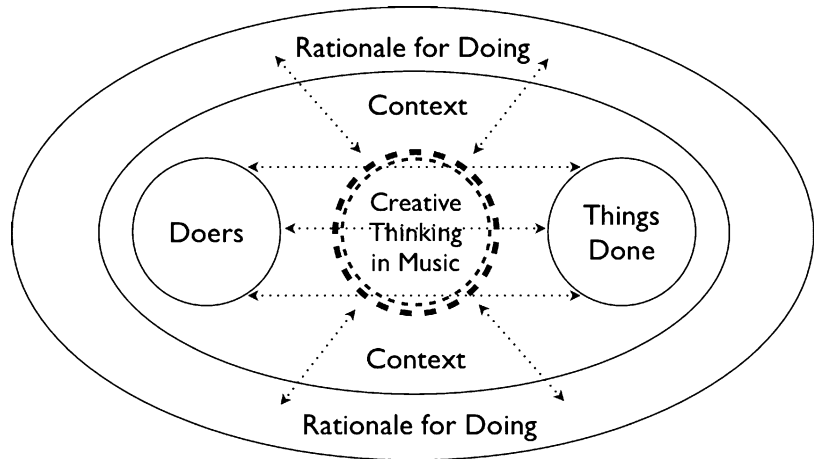 Rationale for Doing
Context
Doers
Creative
Thinking
in Music
Things
Done
Context
Rationale for Doing